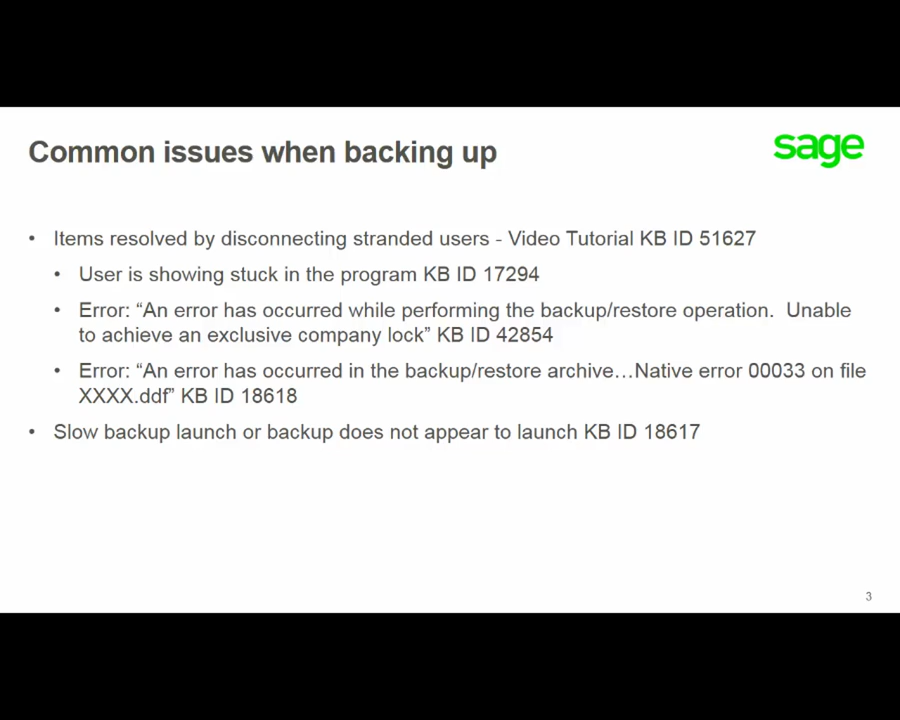 Common issues when backing up
sage
• Items resolved by disconnecting stranded users - Video Tutorial KB ID 51627
• User is showing stuck in the program KB ID 17294
• Error: “An error has occurred while performing the backup/restore operation.  Unable
to achieve an exclusive company lock” KB ID 42854
• Error: “An error has occurred in the backup/restore archive…Native error 00033 on file
XXXX.ddf” KB ID 18618
• Slow backup launch or backup does not appear to launch KB ID 18617
3